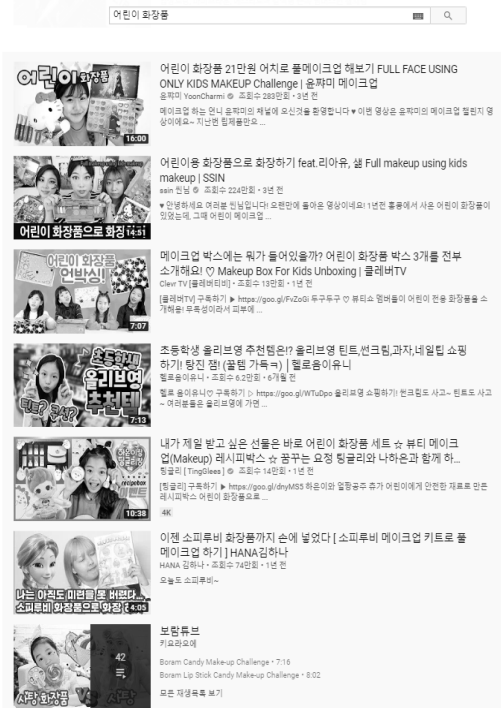 어린이 화장품
어린이 화장품
16:00
어린이 화장품 21만원 어치로 풀메이크업 해보기 FULL FACE USING
ONLY KIDS MAKEUP Challenge | 윤쨔미 메이크업
윤쨔미 YoonCharmi 조회수 283만회 • 3년 전
메이크업 하는 언니 윤쨔미의 채널에 오신것을 환영합니다 ♥ 이번 영상은 윤쨔미의 메이크업 챌린지 영
상이에요~ 지난번 립제품만으 ...
어린이 화장품으로 화장
14:51
어린이용 화장품으로 화장하기 feat.리아유, 샒 Full makeup using kids
makeup | SSIN
ssin 씬님 조회수 224만회 • 3년 전
♥ 안녕하세요 여러분 씬님입니다! 오랜만에 돌아온 영상이네요! 1년전 홍콩에서 사온 어린이 화장품이
있었는데, 그때 어린이 메이크업 ...
어린이 화장품
언박싱!
7:07
메이크업 박스에는 뭐가 들어있을까? 어린이 화장품 박스 3개를 전부
소개해요! ♡ Makeup Box For Kids Unboxing | 클레버TV
Clevr TV [클레버티비] • 조회수 13만회 • 1년 전
[클레버TV] 구독하기 ▶ https://goo.gl/FvZoGi 두구두구 ♡ 뷰티쇼 멤버들이 어린이 전용 화장품을 소
개해용! 무독성이라서 피부에 ...
초등학생
올리브영
추천템
7:13
초등학생 올리브영 추천템은!? 올리브영 틴트,썬크림,과자,네일팁 쇼핑
하기! 탕진 잼! (꿀템 가득ㅋ) | 헬로음이유니
헬로음이유니 • 조회수 6.2만회 • 6개월 전
헬로 음이유니♡ 구독하기 ▷ https://goo.gl/WTuDpo 올리브영 쇼핑하기! 썬크림도 사고~ 틴트도 사고
~ 여러분들은 올리브영에 가면 ...
recipebox
이벤트
10:38
내가 제일 받고 싶은 선물은 바로 어린이 화장품 세트 ☆ 뷰티 메이크
업(Makeup) 레시피박스 ☆ 꿈꾸는 요정 팅글리와 나하은과 함께 하...
팅글리 [ TingGlees ] 조회수 14만회 • 1년 전
[팅글리] 구독하기 ▶ https://goo.gl/dnyMS5 하은이와 얼짱공주 쥬가 어린이에게 안전한 재료로 만든
레시피박스 어린이 화장품으로 ...
4K
나는 아직도 미련을 못 버렸다...
소피루비 화장품으로 화장
4:05
이젠 소피루비 화장품까지 손에 넣었다 [ 소피루비 메이크업 키트로 풀
메이크업 하기 ] HANA김하나
HANA 김하나 • 조회수 74만회 • 1년 전
오늘도 소피루비~
사탕화장품
사탕
42
보람튜브
키요라요에
Boram Candy Make-up Challenge • 7:16
Boram Lip Stick Candy Make-up Challenge • 8:02
모든 재생목록 보기